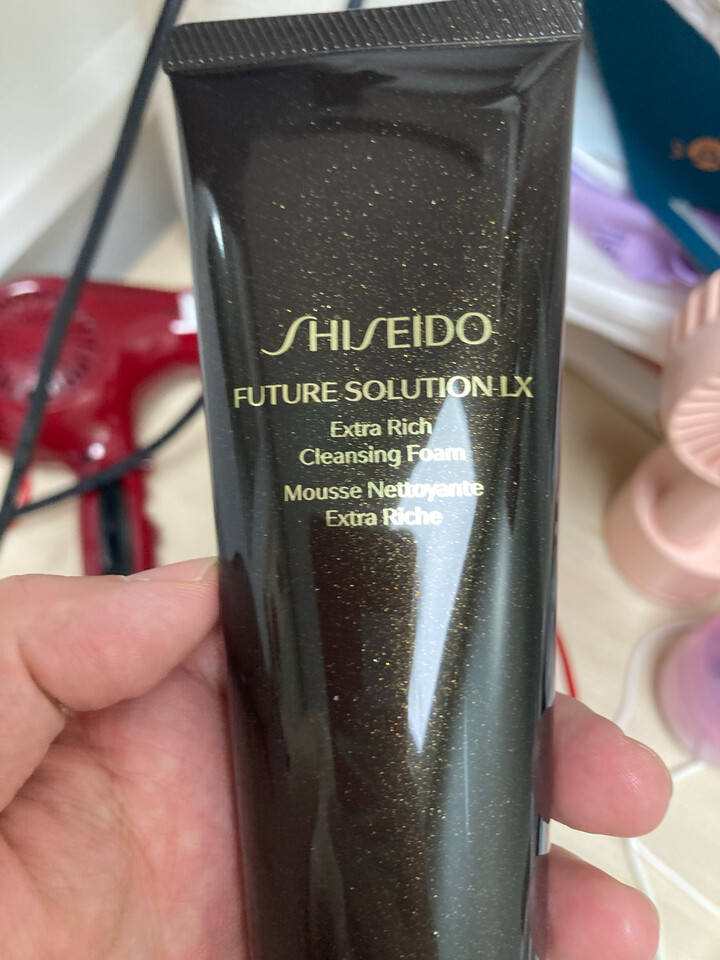 SHISEIDO
FUTURE SOLUTION LX
Extra Rich
Cleansing Foam
Mousse Nettoyante
Extra Riche